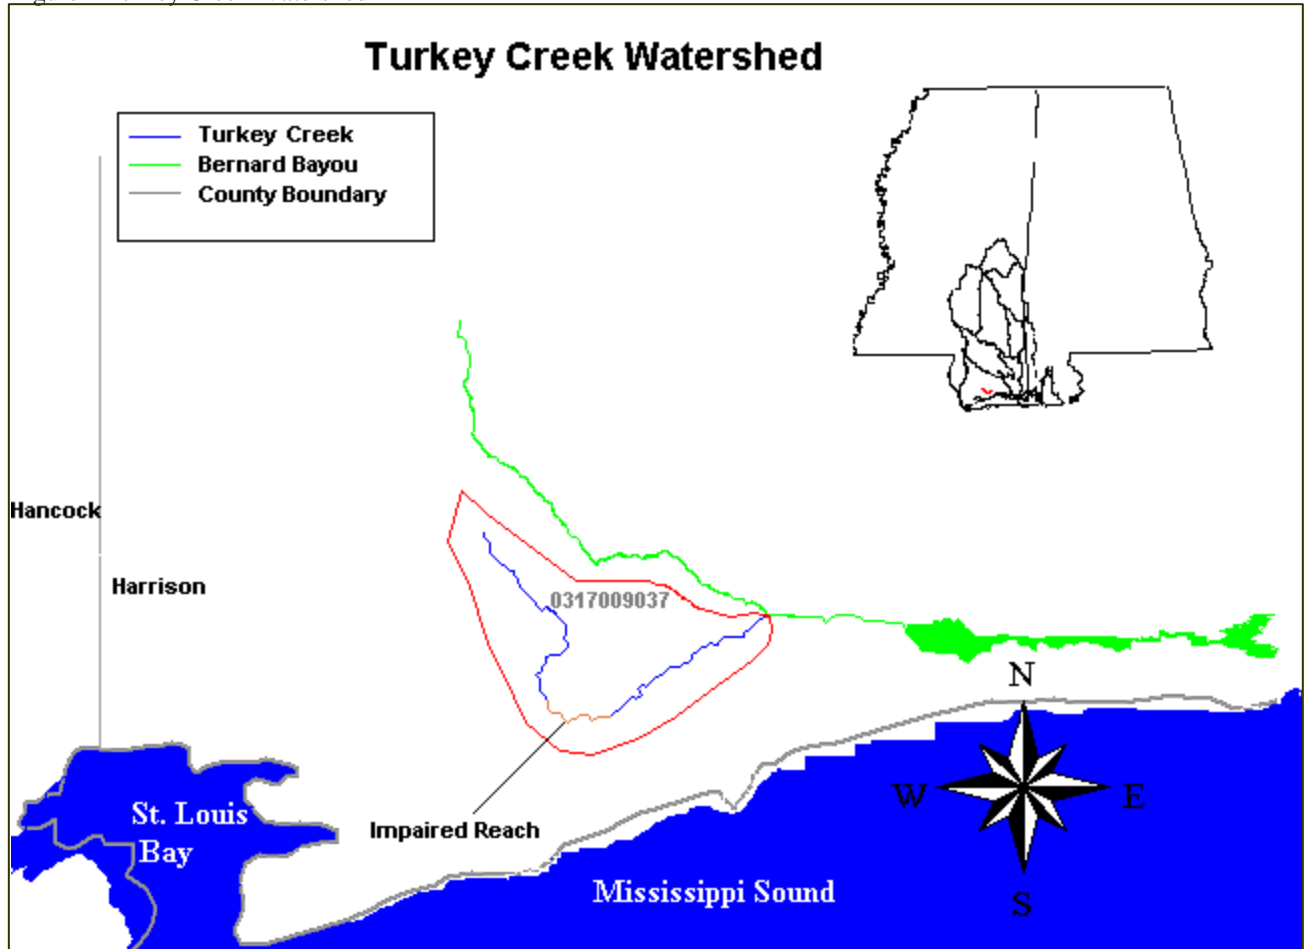 Turkey Creek Watershed
Turkey Creek
Bernard Bayou
County Boundary
Hancock
Harrison
0317009037
N
W
E
S
St. Louis
Bay
Impaired Reach
Mississippi Sound